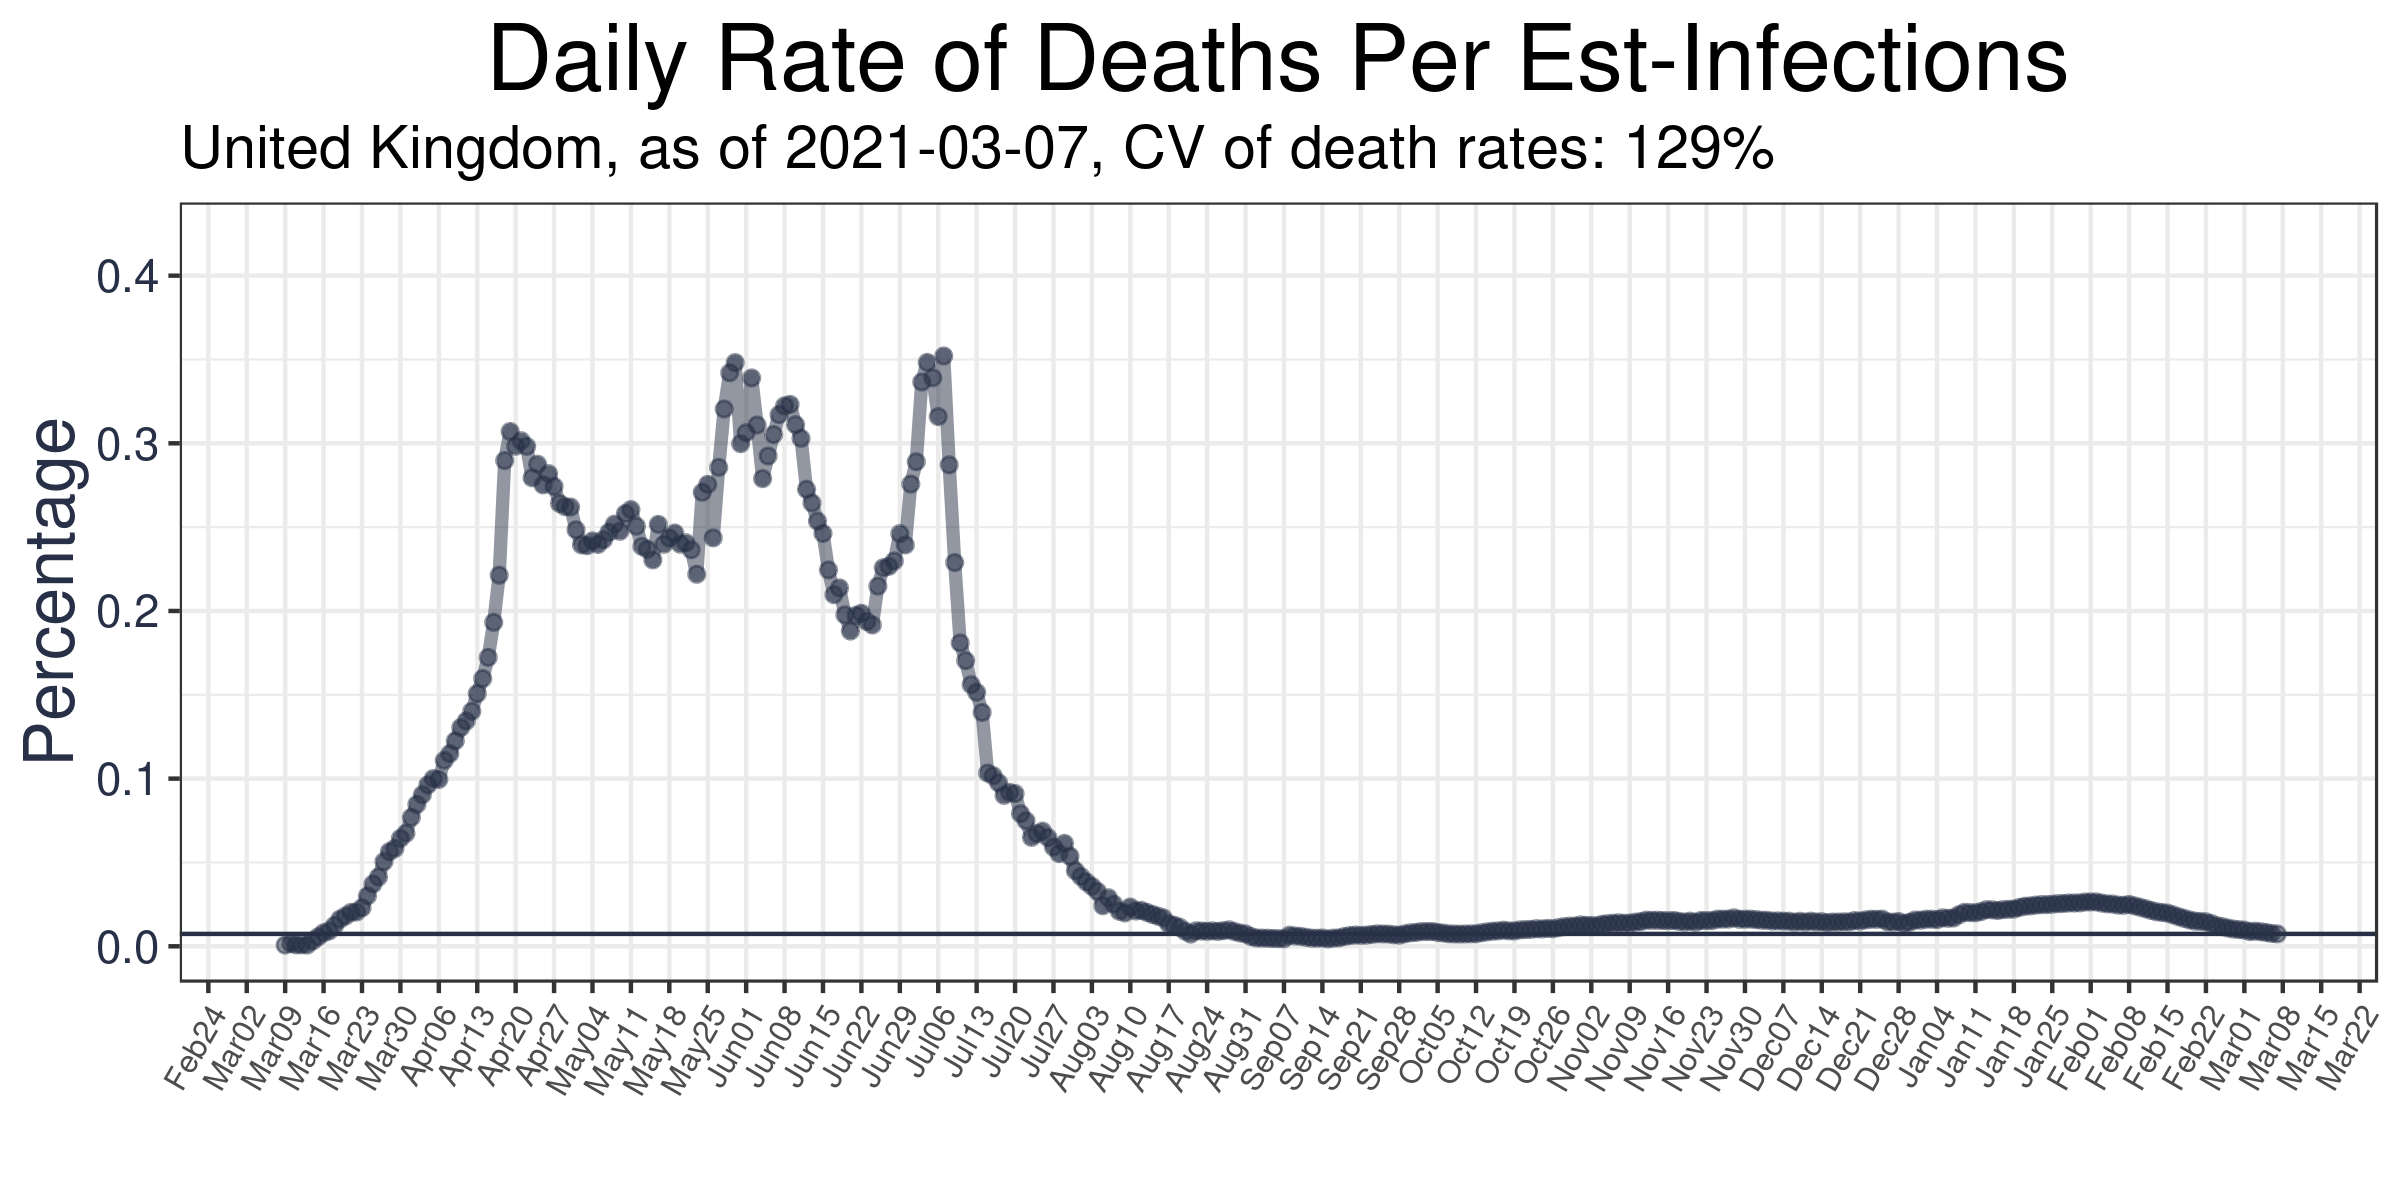 Daily Rate of Deaths Per Est-Infections
United Kingdom, as of 2021-03-07, CV of death rates: 129%
Percentage
0.4
0.3
0.2
0.1
0.0
Feb24
Mar02
Mar09
Mar16
Mar23
Mar30
Apr06
Apr13
Apr20
Apr27
May04
May11
May18
May25
Jun01
Jun08
Jun15
Jun22
Jun29
Jul06
Jul13
Jul20
Jul27
Aug03
Aug10
Aug17
Aug24
Aug31
Sep07
Sep14
Sep21
Sep28
Oct05
Oct12
Oct19
Oct26
Nov02
Nov09
Nov16
Nov23
Nov30
Dec07
Dec14
Dec21
Dec28
Jan04
Jan11
Jan18
Jan25
Feb01
Feb08
Feb15
Feb22
Mar01
Mar08
Mar15
Mar22